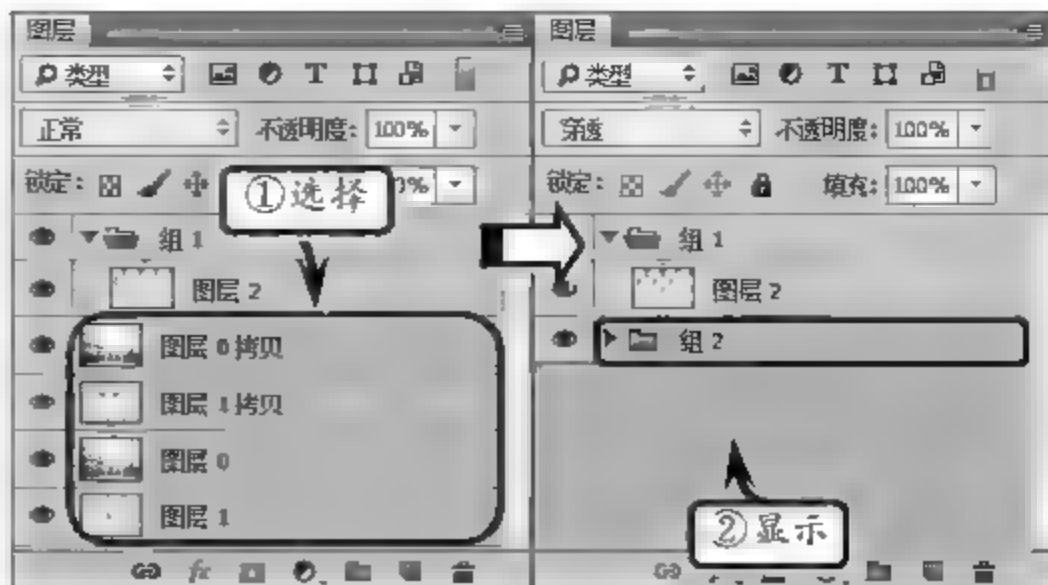 图层
类型
正常 不透明度: 100%
锁定:
①选择
组 1
图层 2
图层 0 拷贝
图层 1 拷贝
图层 0
图层 1
fx
图层
类型
穿透 不透明度: 100%
锁定: 填充: 100%
组 1
图层 2
组 2
②显示